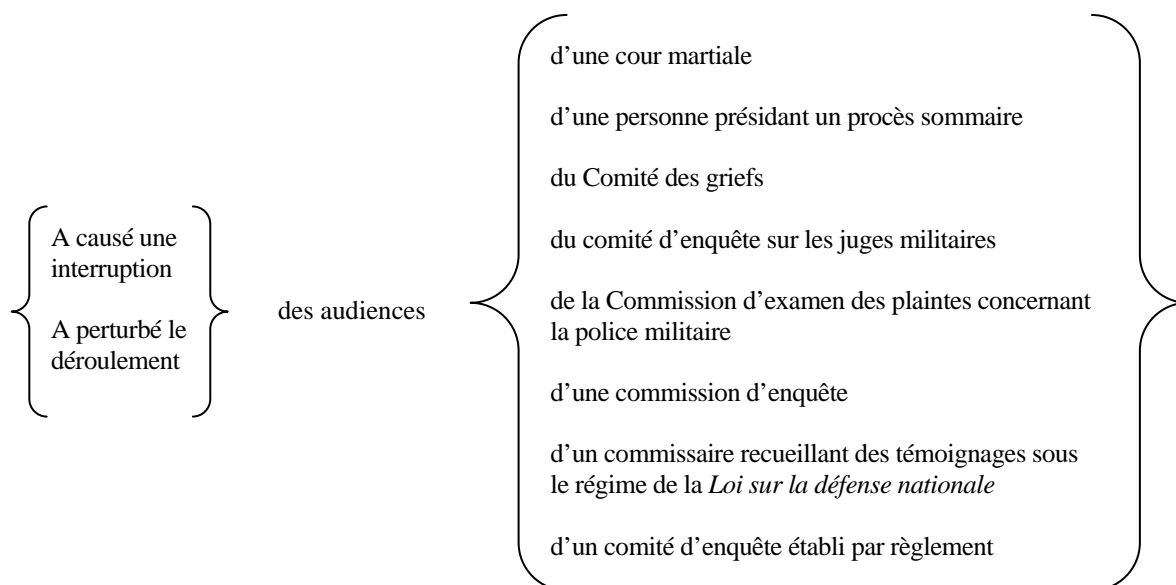 A causé une
interruption
A perturbé le
déroulement
des audiences
d’une cour martiale
d’une personne présidant un procès sommaire
du Comité des griefs
du comité d’enquête sur les juges militaires
de la Commission d’examen des plaintes concernant
la police militaire
d’une commission d’enquête
d’un commissaire recueillant des témoignages sous
le régime de la Loi sur la défense nationale
d’un comité d’enquête établi par règlement